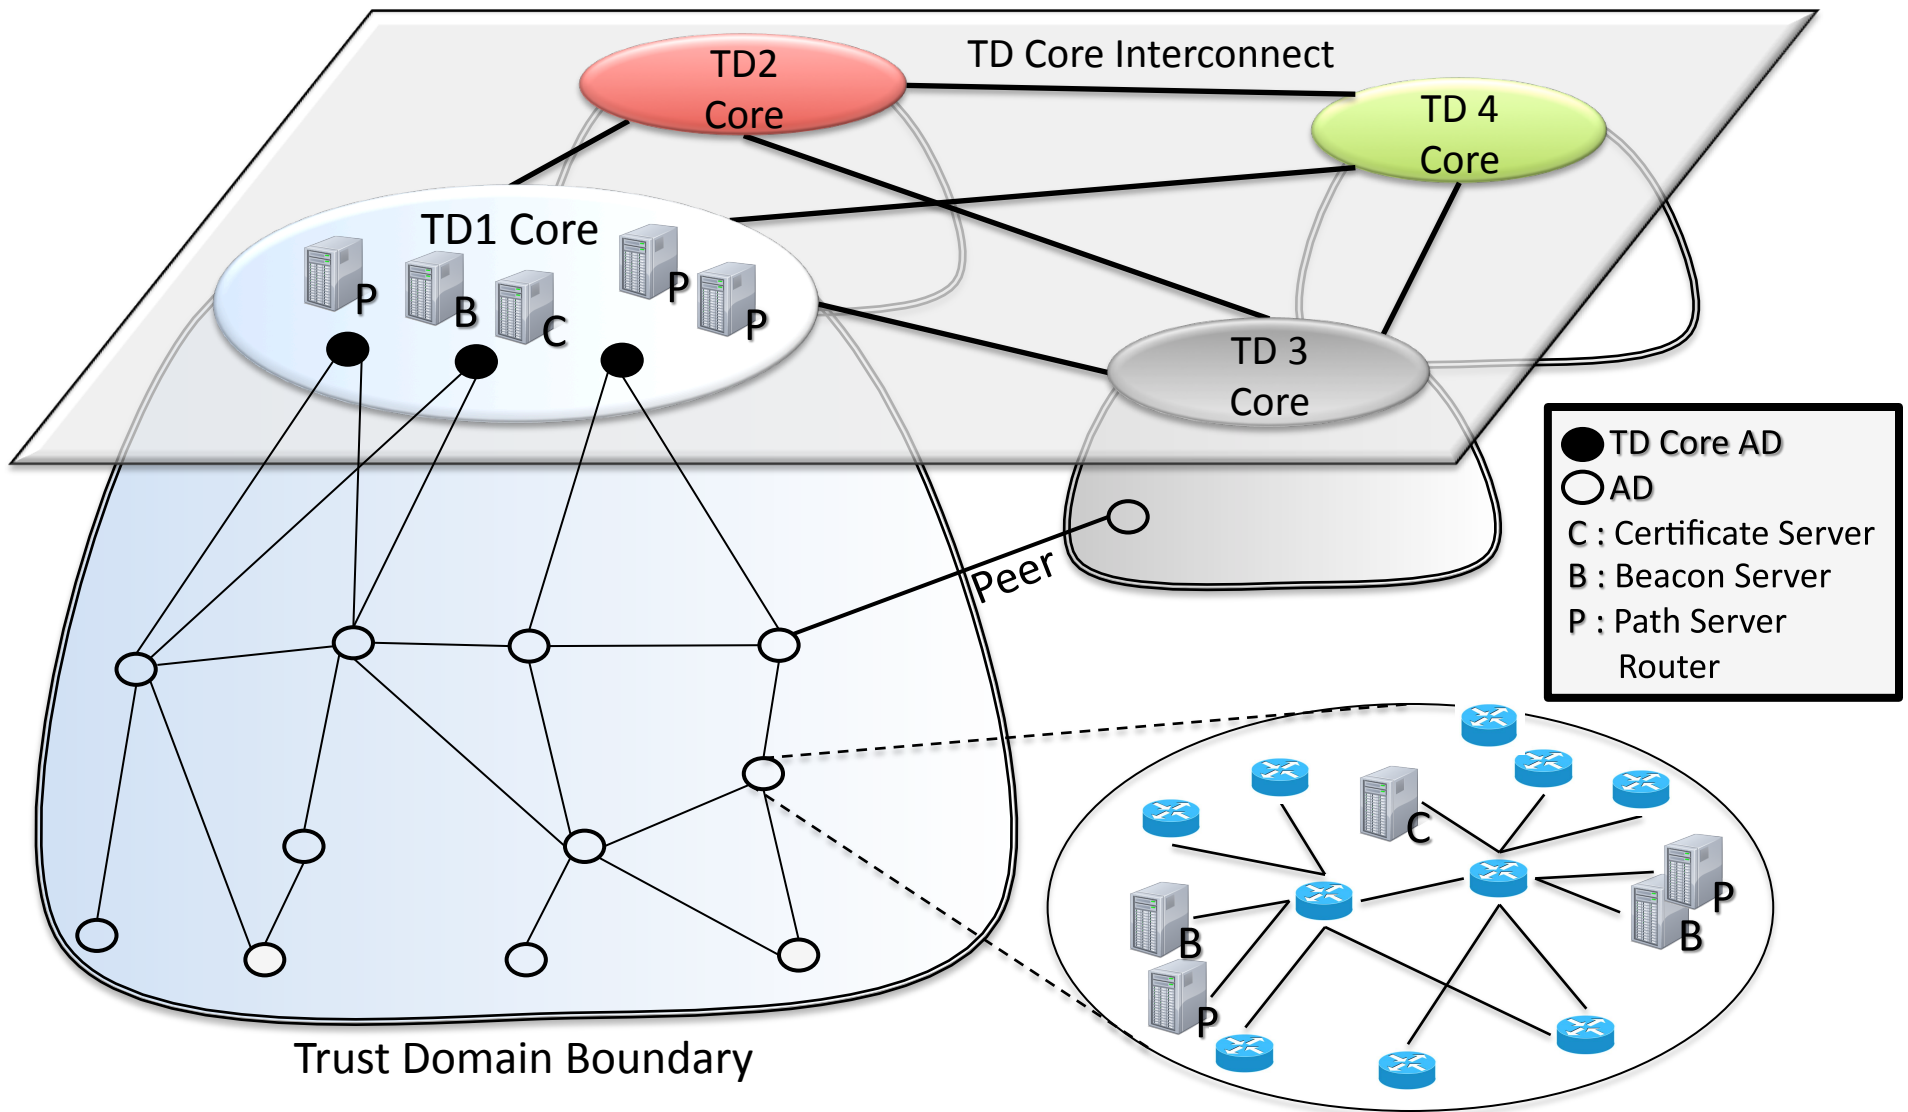 TD Core Interconnect
TD2
Core
TD 4
Core
TD1 Core
P
B
C
P
P
TD 3
Core
TD Core AD
AD
C : Certificate Server
B : Beacon Server
P : Path Server
Router
Peer
C
P
B
B
P
Trust Domain Boundary